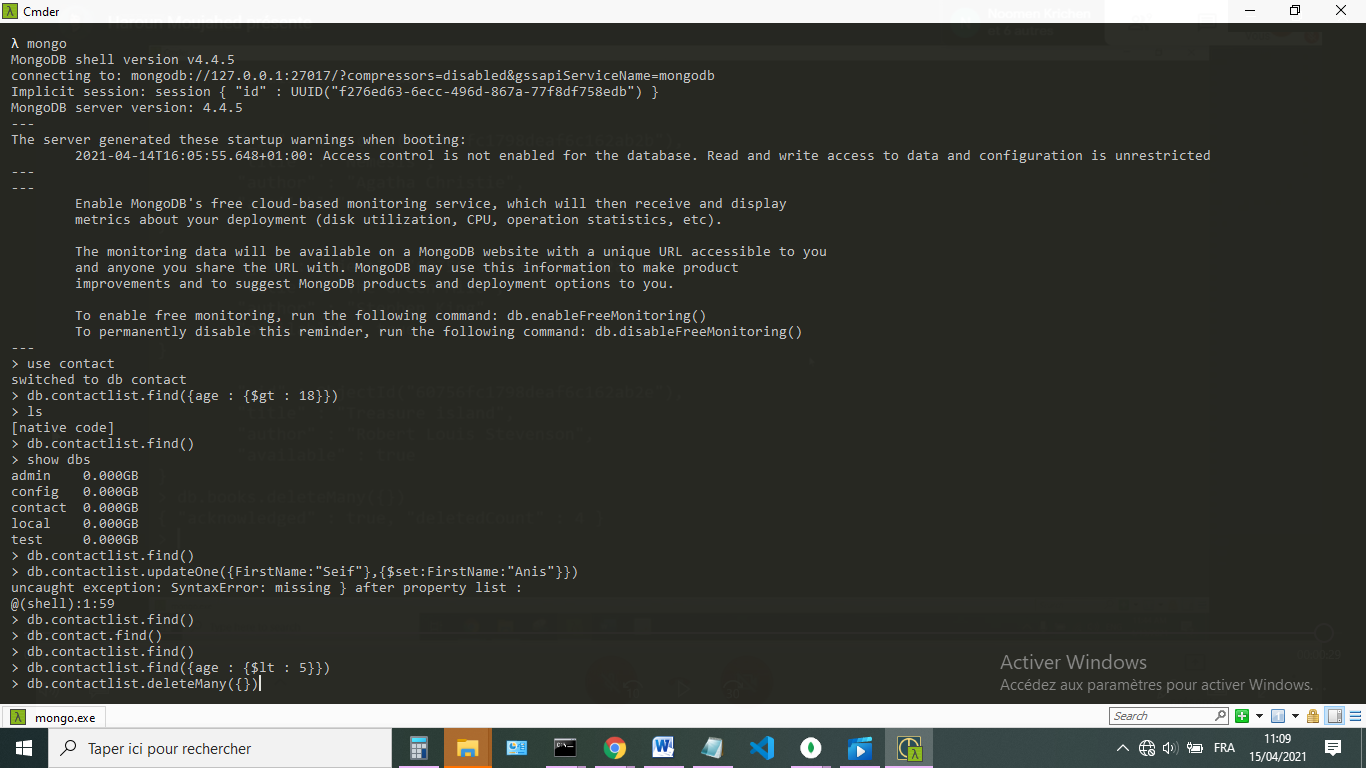 Cmder
λ mongo
MongoDB shell version v4.4.5
connecting to: mongodb://127.0.0.1:27017/?compressors=disabled&gssapiServiceName=mongodb
Implicit session: session { "id" : UUID("f276ed63-6ecc-496d-867a-77f8df758edb") }
MongoDB server version: 4.4.5
---
The server generated these startup warnings when booting:
2021-04-14T16:05:55.648+01:00: Access control is not enabled for the database. Read and write access to data and configuration is unrestricted
---
---
Enable MongoDB's free cloud-based monitoring service, which will then receive and display
metrics about your deployment (disk utilization, CPU, operation statistics, etc).
The monitoring data will be available on a MongoDB website with a unique URL accessible to you
and anyone you share the URL with. MongoDB may use this information to make product
improvements and to suggest MongoDB products and deployment options to you.
To enable free monitoring, run the following command: db.enableFreeMonitoring()
To permanently disable this reminder, run the following command: db.disableFreeMonitoring()
---
> use contact
switched to db contact
> db.contactlist.find({age : {$gt : 18}})
> ls
[native code]
> db.contactlist.find()
> show dbs
admin 0.000GB
config 0.000GB
contact 0.000GB
local 0.000GB
test 0.000GB
> db.contactlist.find()
> db.contactlist.updateOne({FirstName:"Seif"},{$set:FirstName:"Anis"}})
uncaught exception: SyntaxError: missing } after property list :
@(shell):1:59
> db.contactlist.find()
> db.contact.find()
> db.contactlist.find()
> db.contactlist.find({age : {$lt : 5}})
> db.contactlist.deleteMany({})
Activer Windows
Accédez aux paramètres pour activer Windows.
mongo.exe
Search
Taper ici pour rechercher
FRA
11:09
15/04/2021